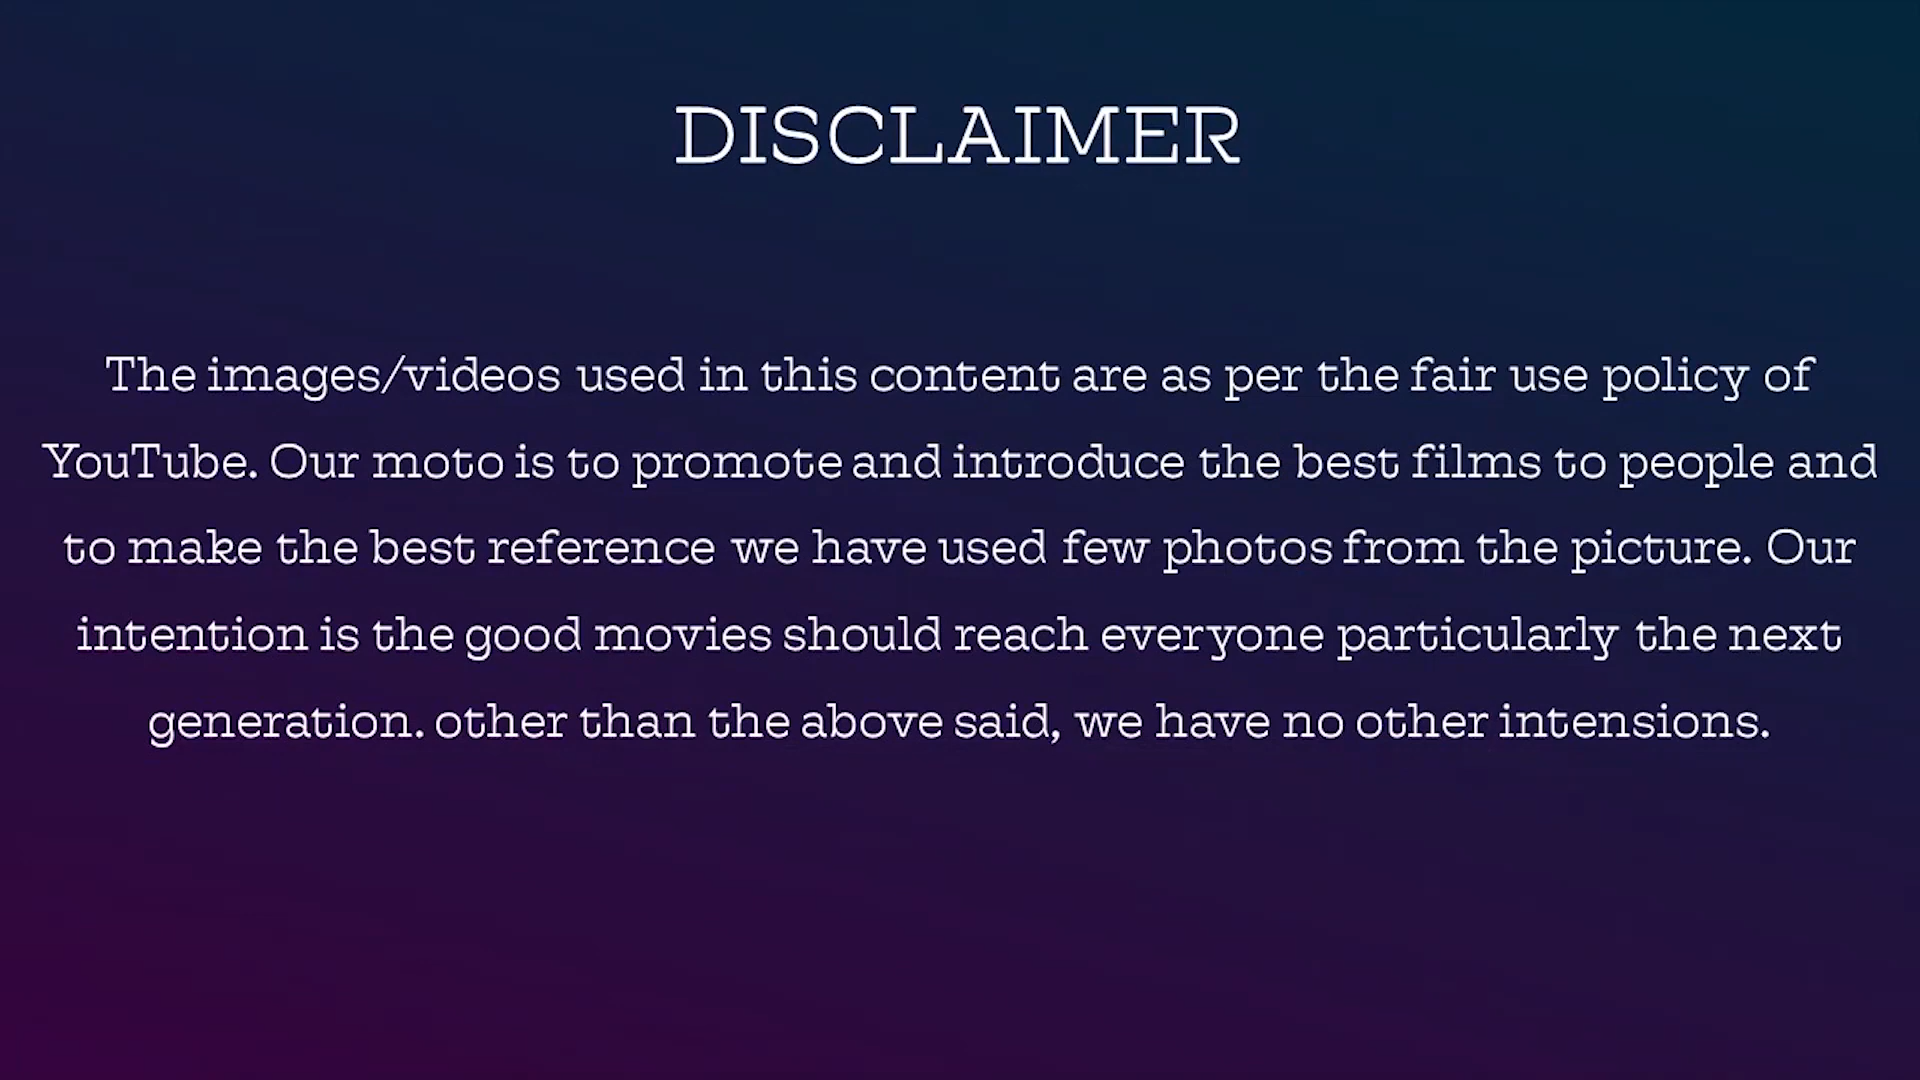 DISCLAIMER
The images/videos used in this content are as per the fair use policy of
YouTube. Our moto is to promote and introduce the best films to people and
to make the best reference we have used few photos from the picture. Our
intention is the good movies should reach everyone particularly the next
generation. other than the above said, we have no other intensions.